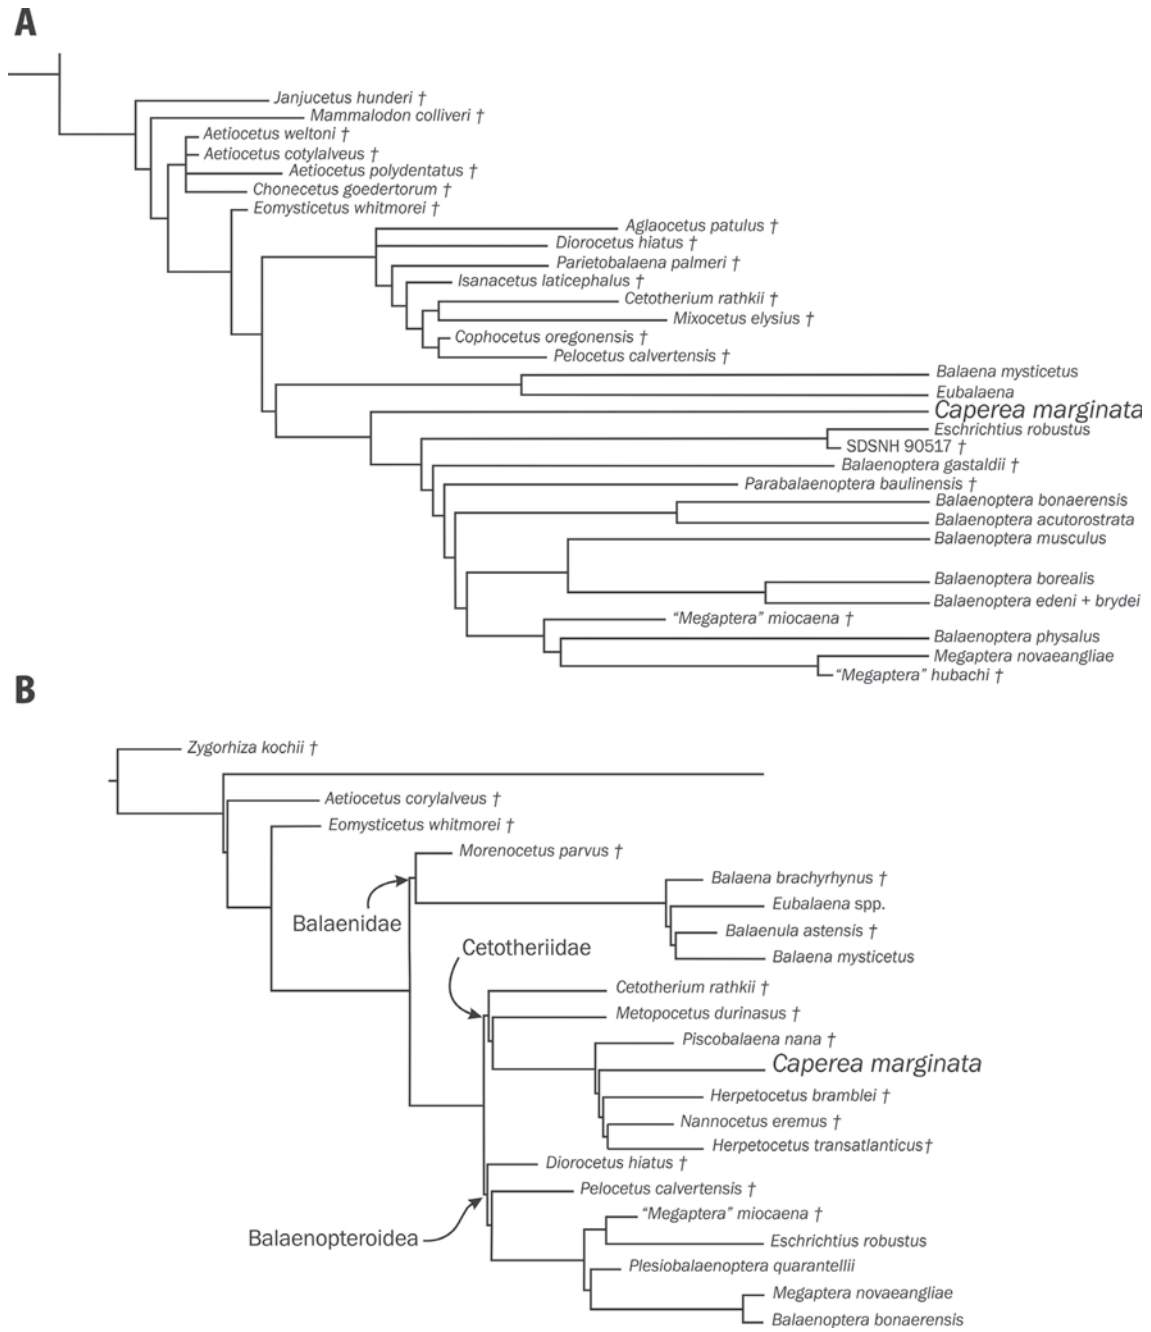 A
Janjucetus hunderi †
Mammalodon colliveri †
Aetiocetus weltoni †
Aetiocetus cotylalveus †
Aetiocetus polydentatus †
Chonecetus goedertorum †
Eomysticetus whitmorei †
Aglaocetus patulus †
Diorocetus hiatus †
Parietobalaena palmeri †
Isanacetus laticephalus †
Cetotherium rathkii †
Mixocetus elysius †
Cophocetus oregonensis †
Pelocetus calvertensis †
Balaena mysticetus
Eubalaena
Caperea marginata
Eschrichtius robustus
SDSNH 90517 †
Balaenoptera gastaldii †
Parabalaenoptera baulinensis †
Balaenoptera bonaerensis
Balaenoptera acutorostrata
Balaenoptera musculus
Balaenoptera borealis
Balaenoptera edeni + brydei
“Megaptera” miocaena †
Balaenoptera physalus
Megaptera novaeangliae
“Megaptera” hubachi †
B
Zygorhiza kochii †
Aetiocetus corylalveus †
Eomysticetus whitmorei †
Morenocetus parvus †
Balaena brachyrhynus †
Balaenidae
Eubalaena spp.
Balaenula astensis †
Cetotheriidae
Balaena mysticetus
Cetotherium rathkii †
Metopocetus durinasus †
Piscobalaena nana †
Caperea marginata
Herpetocetus bramblei †
Nannocetus eremus †
Herpetocetus transatlanticus†
Diorocetus hiatus †
Pelocetus calvertensis †
“Megaptera” miocaena †
Balaenopteroidea
Eschrichtius robustus
Plesiobalaenoptera quarantellii
Megaptera novaeangliae
Balaenoptera bonaerensis